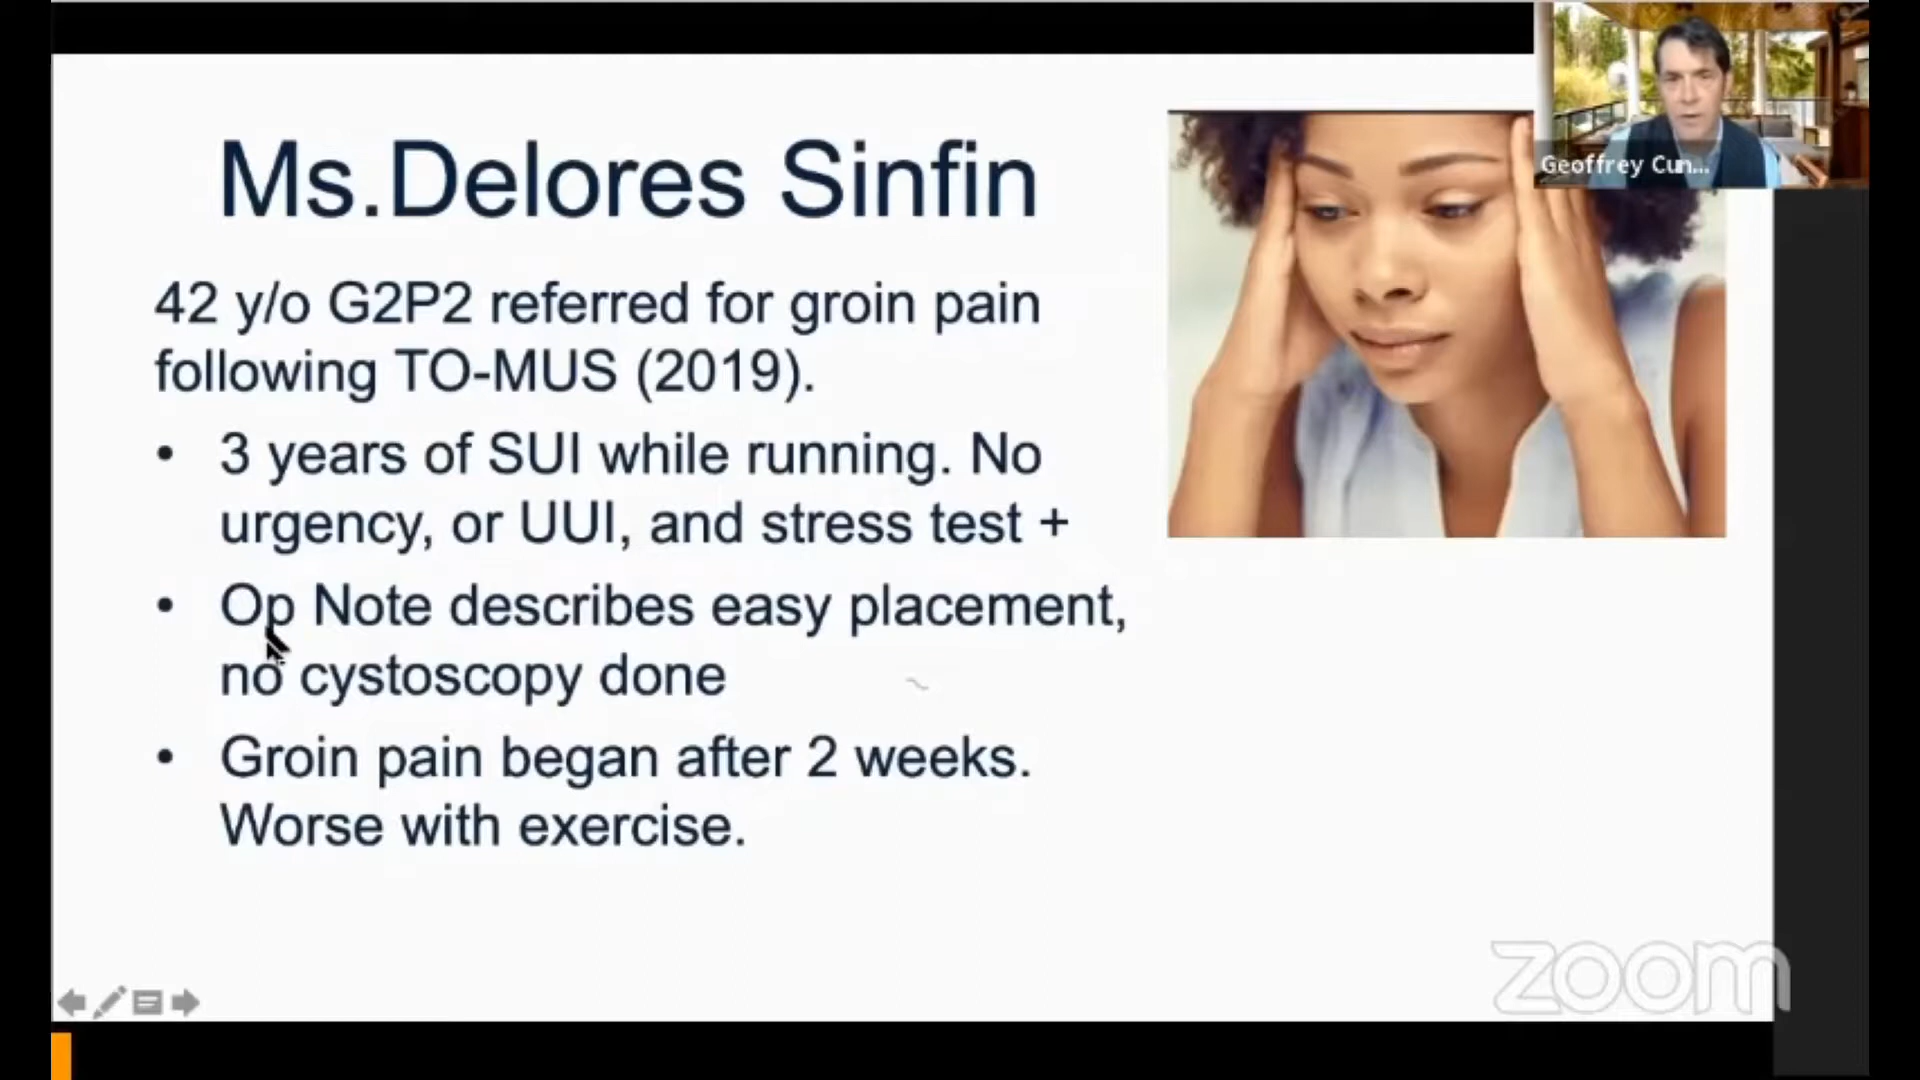 Ms.Delores Sinfin
42 y/o G2P2 referred for groin pain
following TO-MUS (2019).
• 3 years of SUI while running. No
urgency, or UUI, and stress test +
• Op Note describes easy placement,
no cystoscopy done
• Groin pain began after 2 weeks.
Worse with exercise.
Geoffrey Cun...
zoom